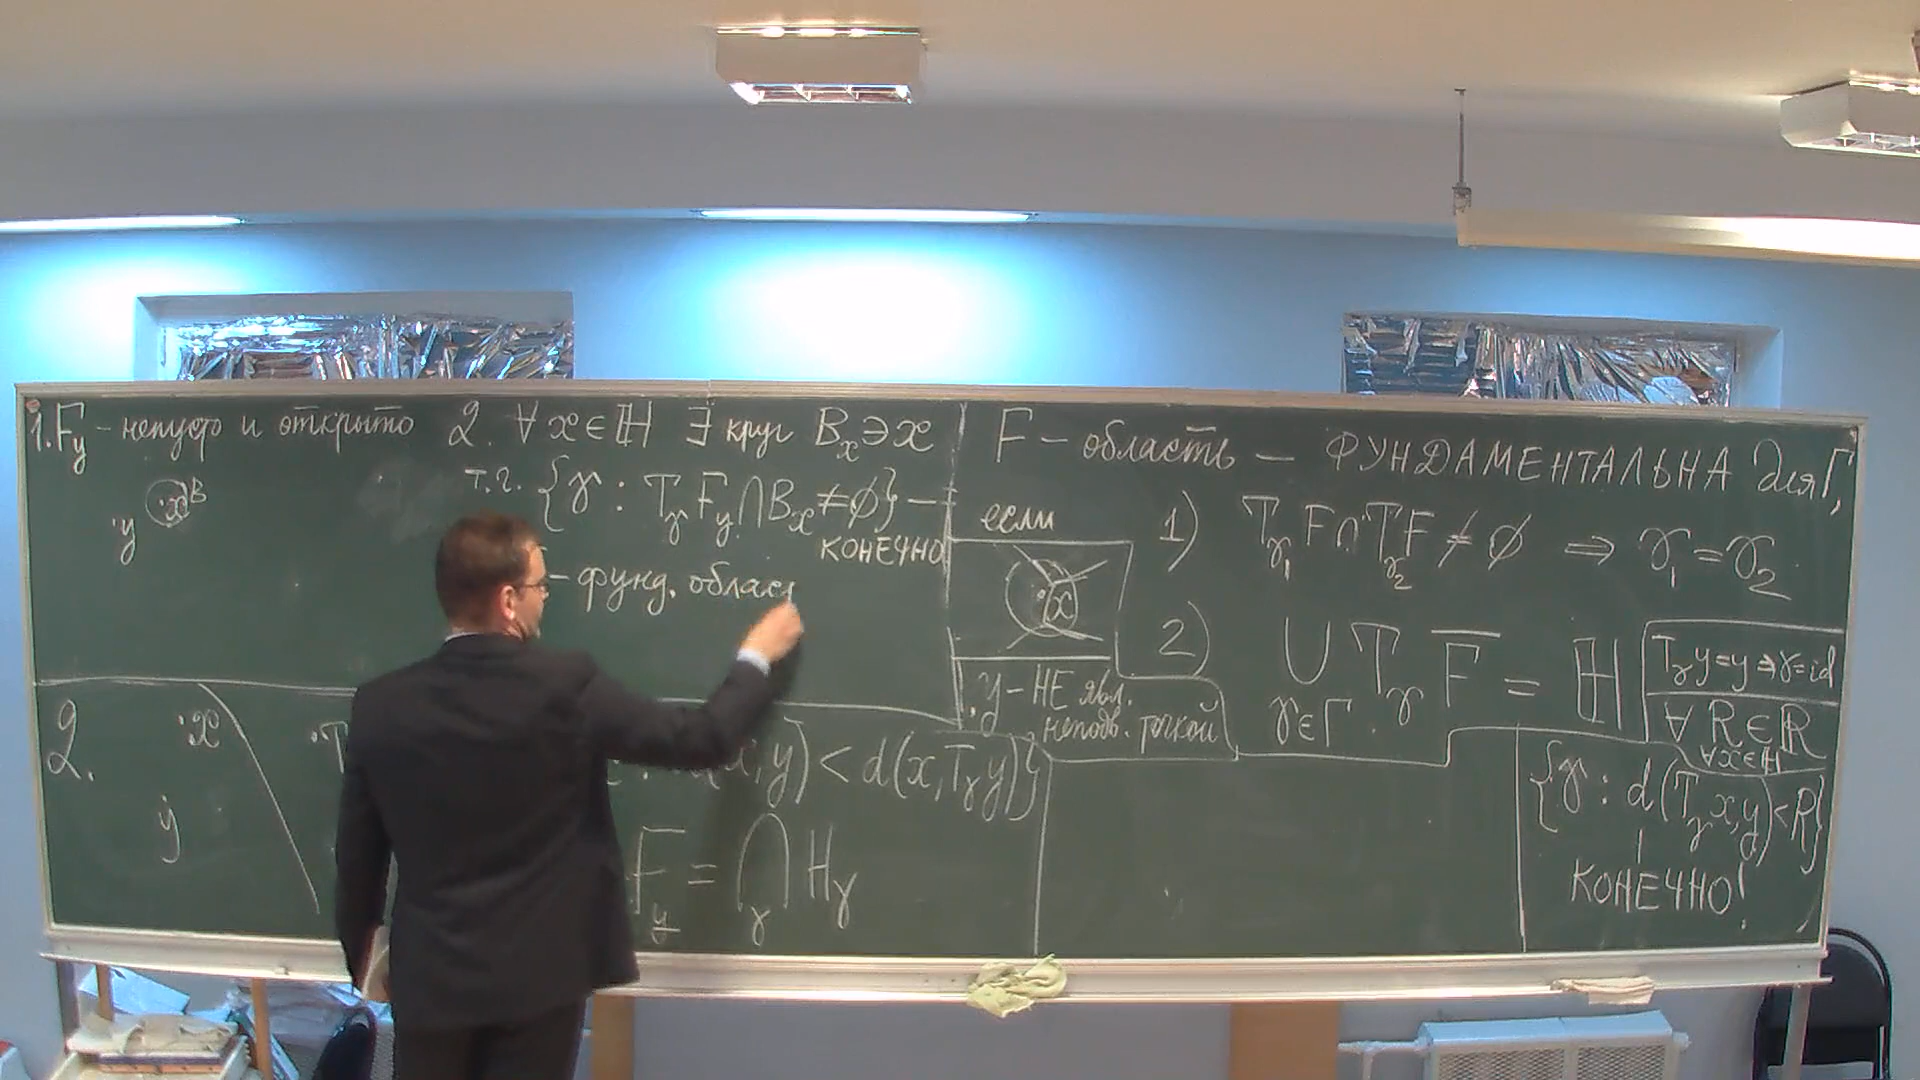 1. F_y – непусто и открыто
x B
y
2. ∀ x ∈ ℍ ∃ круг B_x ∋ x
т.г. {γ : T_γ F_y ∩ B_x ≠ ∅} –
КОНЕЧНО
– фунд. облас
2. x
y
y) < d(x, T_γ y)}
F_y = ⋂_γ H_γ
F – область – ФУНДАМЕНТАЛЬНА для Γ,
если
1) T_γ₁ F ∩ T_γ₂ F ≠ ∅ ⇒ γ₁ = γ₂
x
2) ⋃_{γ∈Γ} T_γ F̅ = ℍ
y – НЕ явл.
неподв. точкой
T_γ y = y ⇒ γ = id
∀ R ∈ ℝ
∀ x ∈ ℍ
{γ : d(T_γ x, y) < R}
КОНЕЧНО!